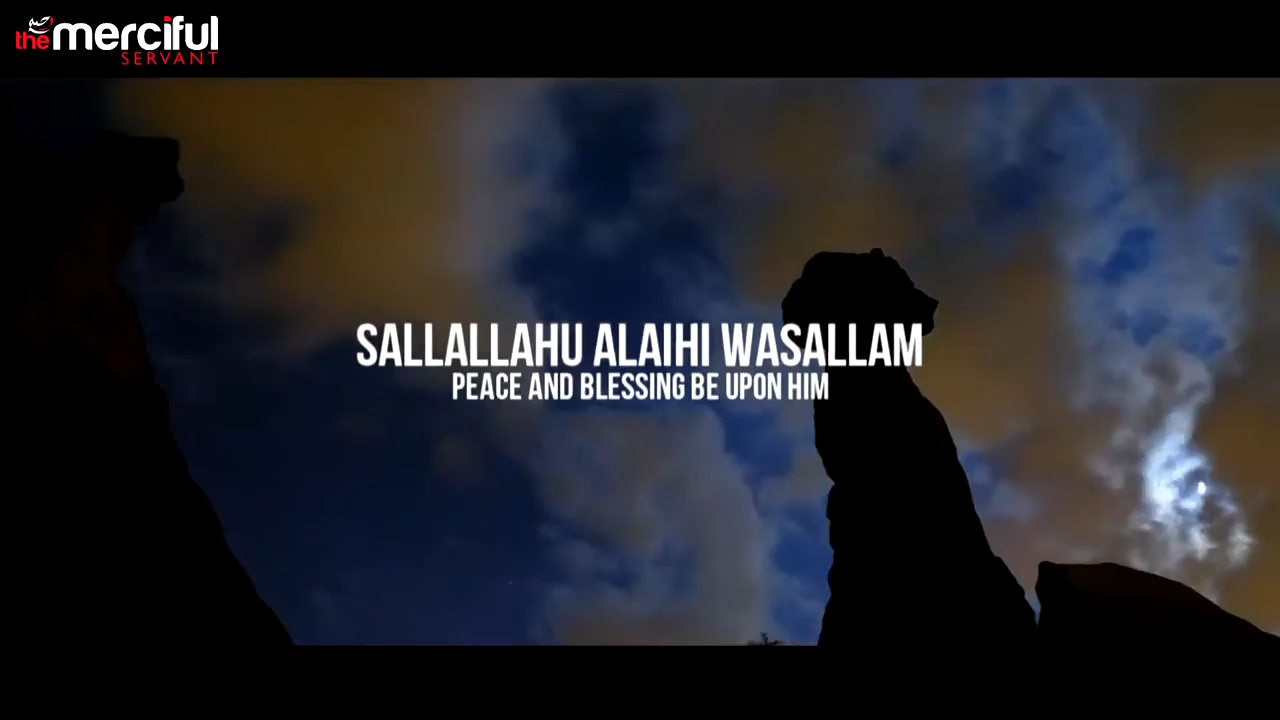 themerciful
SERVANT
SALLALLAHU ALAIHI WASALLAM
PEACE AND BLESSING BE UPON HIM